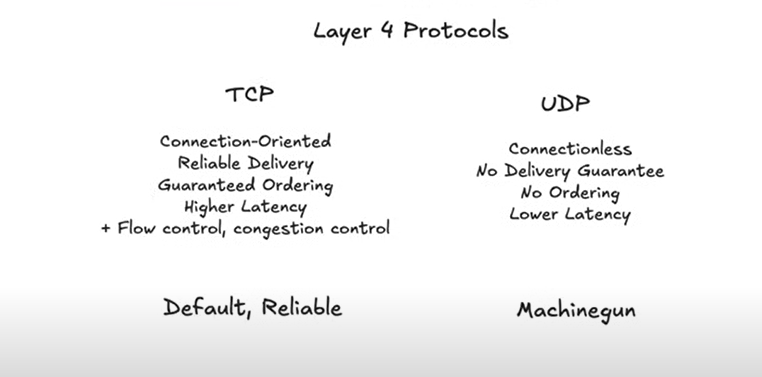 Layer 4 Protocols
TCP
Connection-Oriented
Reliable Delivery
Guaranteed Ordering
Higher Latency
+ Flow control, congestion control
Default, Reliable
UDP
Connectionless
No Delivery Guarantee
No Ordering
Lower Latency
Machinegun